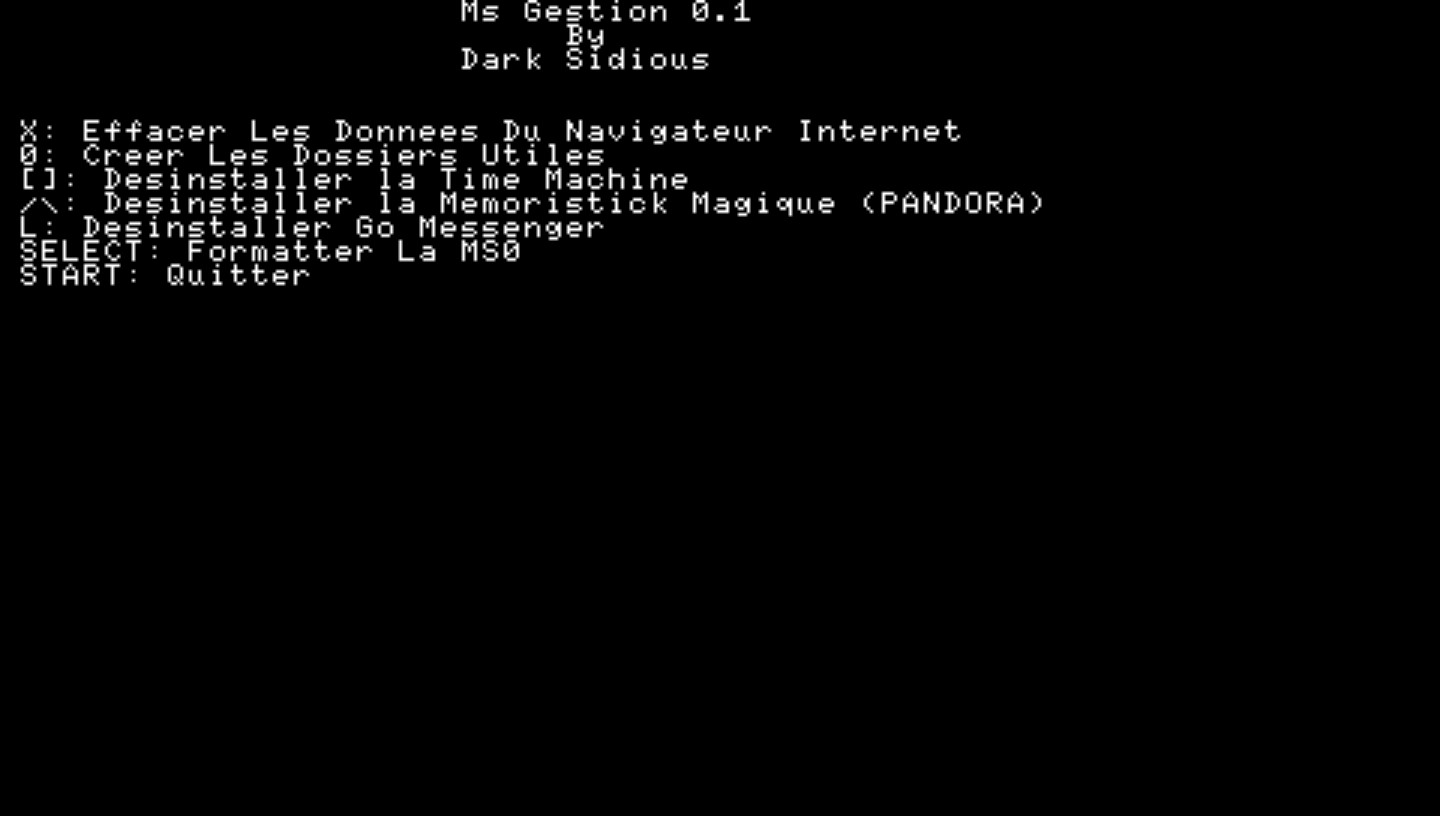 Ms Gestion 0.1
By
Dark Sidious
X: Effacer Les Donnees Du Navigateur Internet
0: Creer Les Dossiers Utiles
[]: Desinstaller la Time Machine
/\: Desinstaller la Memoristick Magique (PANDORA)
L: Desinstaller Go Messenger
SELECT: Formatter La MS0
START: Quitter